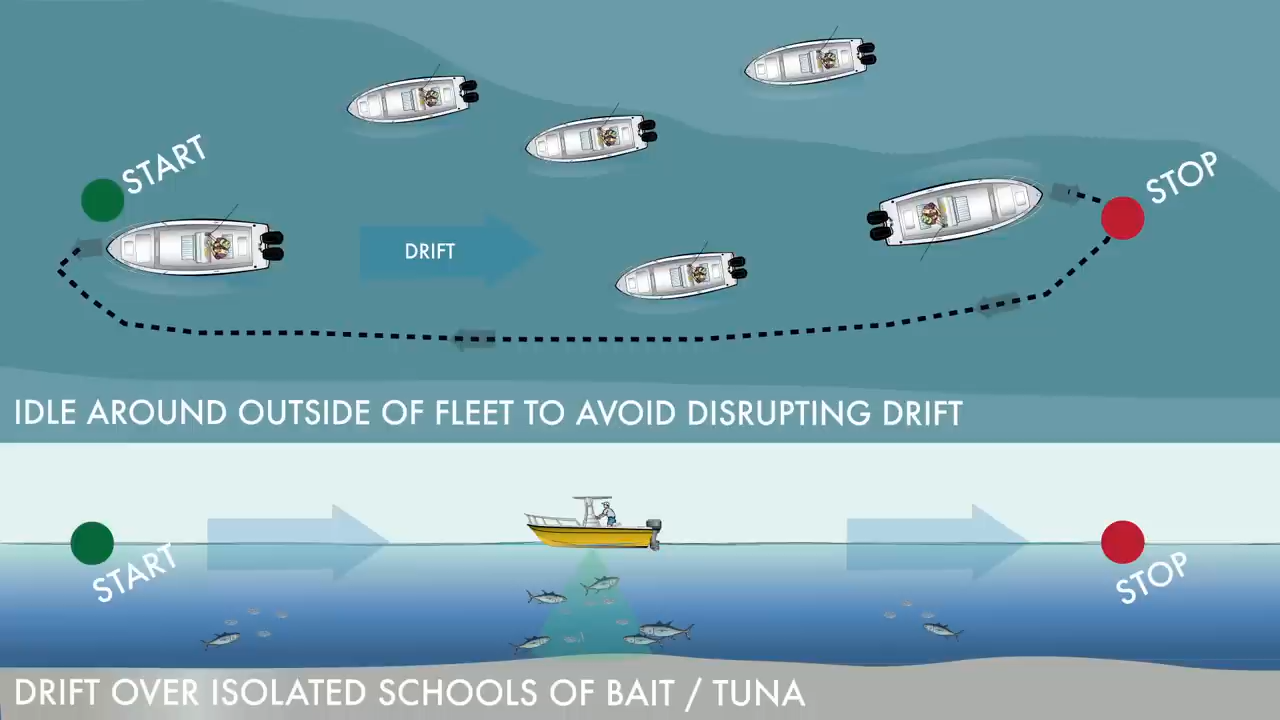 START
STOP
DRIFT
IDLE AROUND OUTSIDE OF FLEET TO AVOID DISRUPTING DRIFT
START
STOP
DRIFT OVER ISOLATED SCHOOLS OF BAIT / TUNA